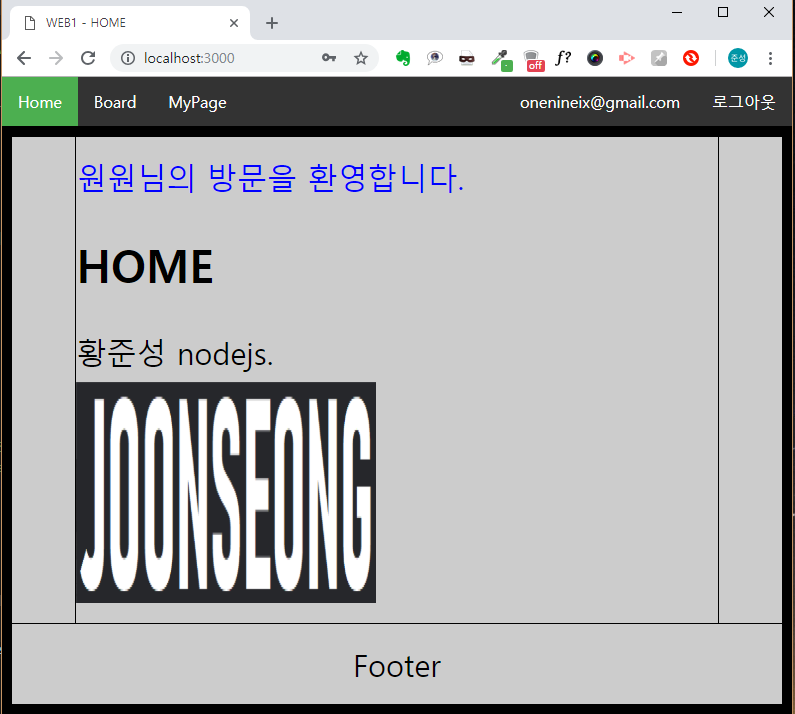 WEB1 - HOME
localhost:3000
off
f?
준성
Home Board MyPage onenineix@gmail.com 로그아웃
원원님의 방문을 환영합니다.
HOME
황준성 nodejs.
JOONSEONG
Footer